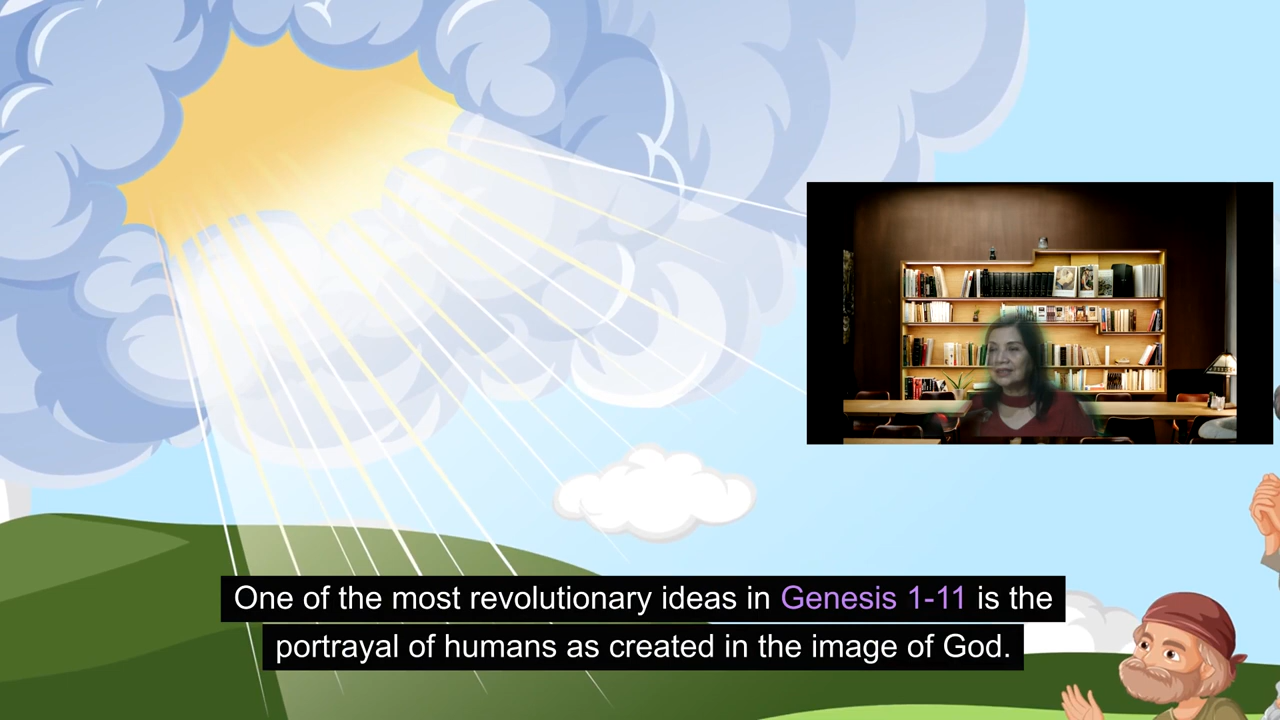 One of the most revolutionary ideas in Genesis 1-11 is the
portrayal of humans as created in the image of God.